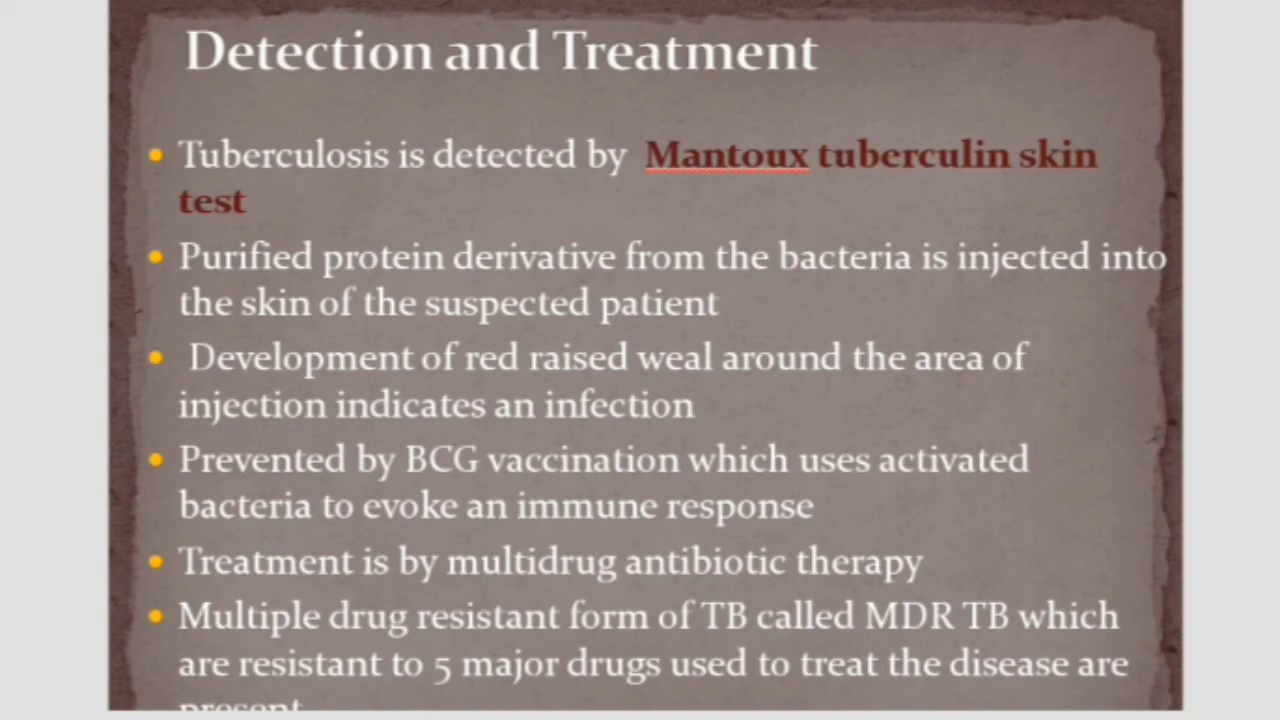 Detection and Treatment
• Tuberculosis is detected by Mantoux tuberculin skin
test
• Purified protein derivative from the bacteria is injected into
the skin of the suspected patient
• Development of red raised weal around the area of
injection indicates an infection
• Prevented by BCG vaccination which uses activated
bacteria to evoke an immune response
• Treatment is by multidrug antibiotic therapy
• Multiple drug resistant form of TB called MDR TB which
are resistant to 5 major drugs used to treat the disease are
present